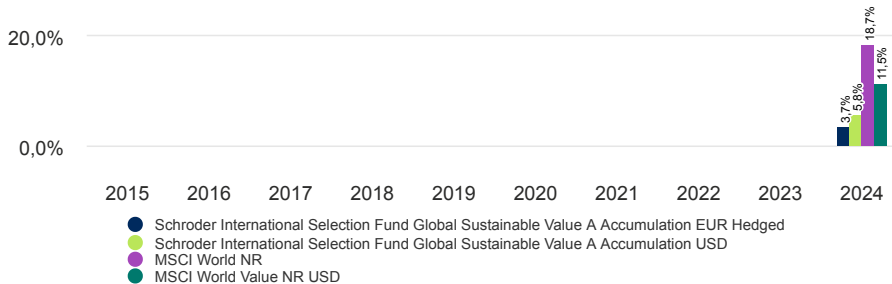 20,0%
0,0%
3,7%
5,8%
18,7%
11,5%
2015 2016 2017 2018 2019 2020 2021 2022 2023 2024
Schroder International Selection Fund Global Sustainable Value A Accumulation EUR Hedged
Schroder International Selection Fund Global Sustainable Value A Accumulation USD
MSCI World NR
MSCI World Value NR USD